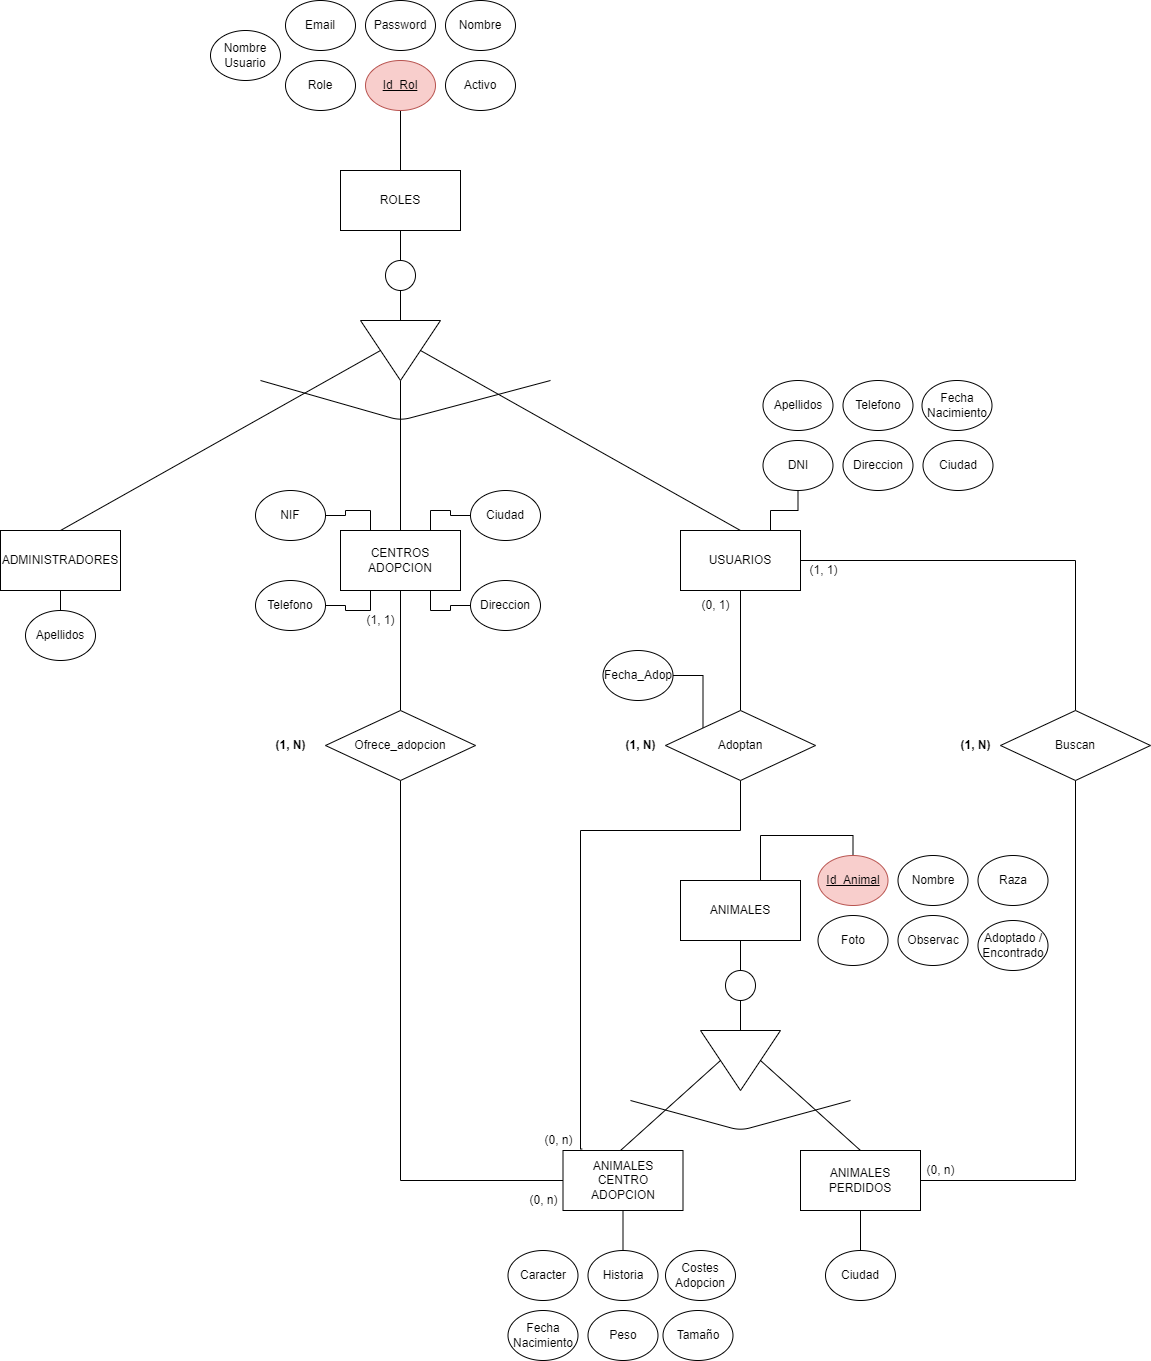 Email
Password
Nombre
Nombre
Usuario
Role
Id_Rol
Activo
ROLES
Apellidos
Telefono
Fecha
Nacimiento
DNI
Direccion
Ciudad
NIF
Ciudad
ADMINISTRADORES
CENTROS
ADOPCION
USUARIOS
(1, 1)
Telefono
Direccion
(0, 1)
(1, 1)
Apellidos
Fecha_Adop
(1, N)
Ofrece_adopcion
(1, N)
Adoptan
(1, N)
Buscan
Id_Animal
Nombre
Raza
ANIMALES
Foto
Observac
Adoptado /
Encontrado
(0, n)
ANIMALES
CENTRO
ADOPCION
ANIMALES
PERDIDOS
(0, n)
(0, n)
Caracter
Historia
Costes
Adopcion
Ciudad
Fecha
Nacimiento
Peso
Tamaño